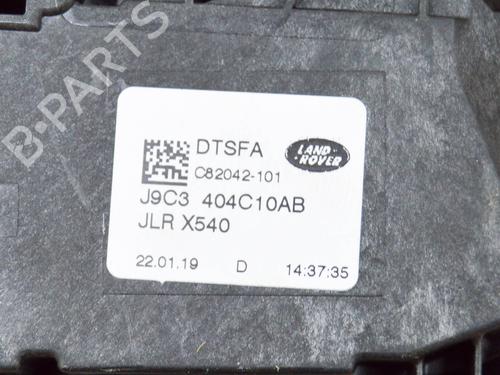 B-PARTS
DTSFA
LAND ROVER
C82042-101
J9C3 404C10AB
JLR X540
22.01.19 D 14:37:35